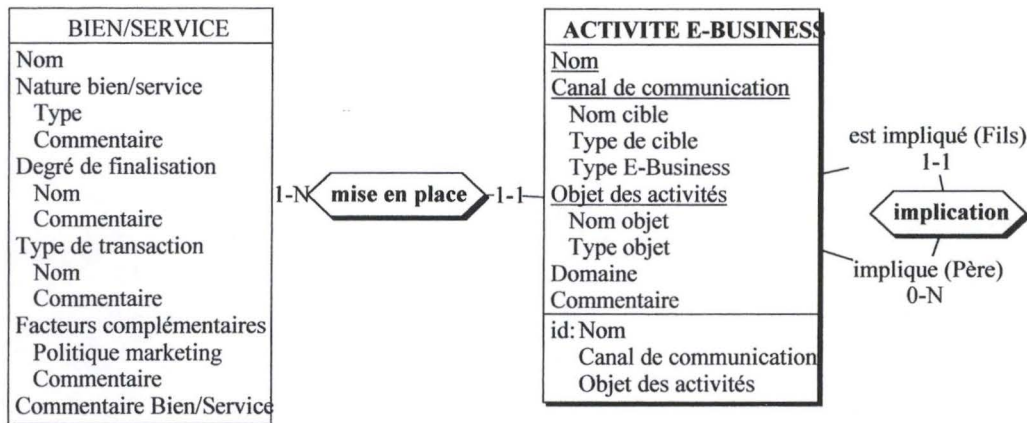 BIEN/SERVICE
Nom
Nature bien/service
Type
Commentaire
Degré de finalisation
Nom
Commentaire
Type de transaction
Nom
Commentaire
Facteurs complémentaires
Politique marketing
Commentaire
Commentaire Bien/Service
1-N
mise en place
1-1
ACTIVITE E-BUSINESS
Nom
Canal de communication
Nom cible
Type de cible
Type E-Business
Objet des activités
Nom objet
Type objet
Domaine
Commentaire
id: Nom
Canal de communication
Objet des activités
est impliqué (Fils)
1-1
implication
implique (Père)
0-N